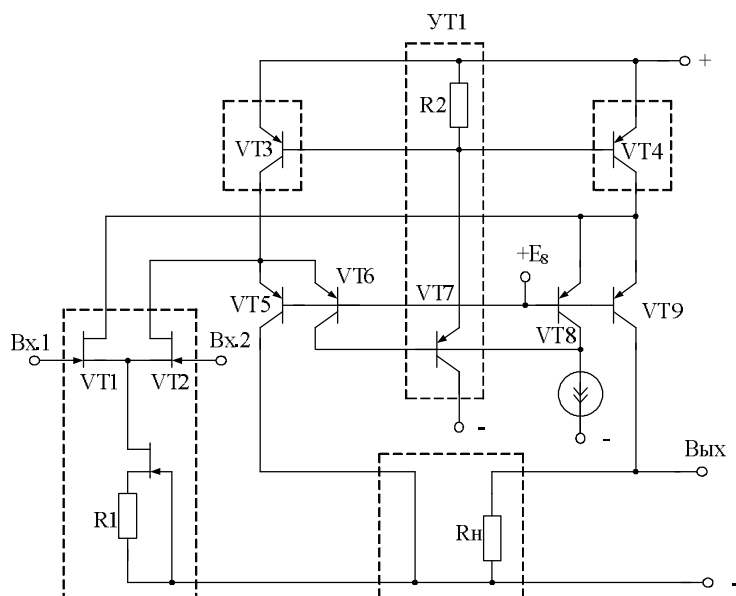 УТ1
+
R2
VT3
VT4
+E8
VT6
VT5
VT7
VT8
VT9
Вх.1
Вх.2
VT1
VT2
-
-
Вых
R1
Rн
-